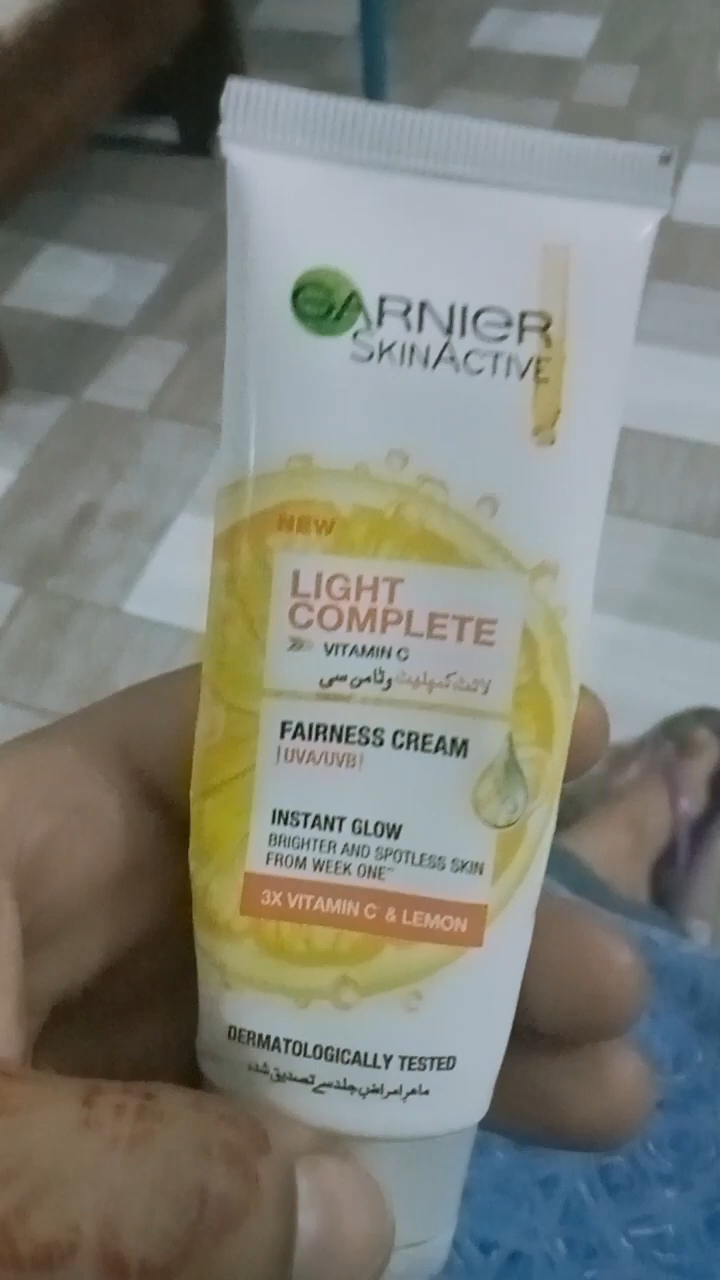 GARNIER
SKINACTIVE
NEW
LIGHT
COMPLETE
VITAMIN C
لائٹ کمپلیٹ وٹامن سی
FAIRNESS CREAM
|UVA/UVB|
INSTANT GLOW
BRIGHTER AND SPOTLESS SKIN
FROM WEEK ONE**
3X VITAMIN C* & LEMON
DERMATOLOGICALLY TESTED
ماہر امراضِ جلد سے تصدیق شدہ